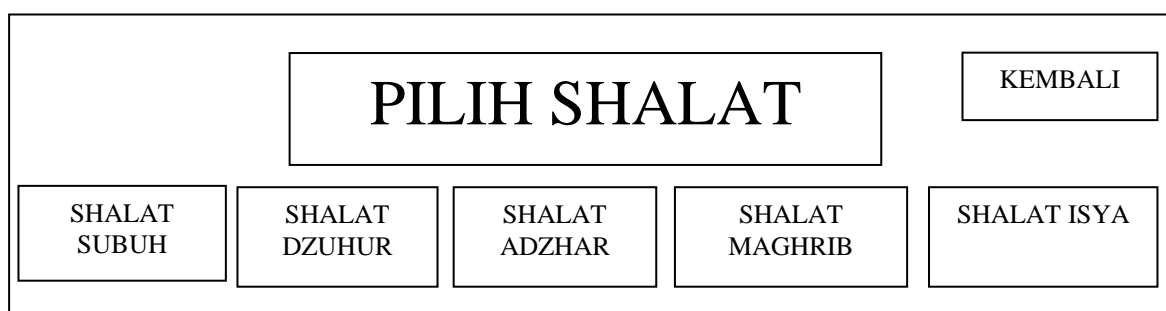 PILIH SHALAT
KEMBALI
SHALAT
SUBUH
SHALAT
DZUHUR
SHALAT
ADZHAR
SHALAT
MAGHRIB
SHALAT ISYA